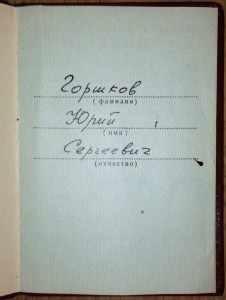 Горшков
(фамилия)
Юрий
(имя)
Сергеевич
(отчество)